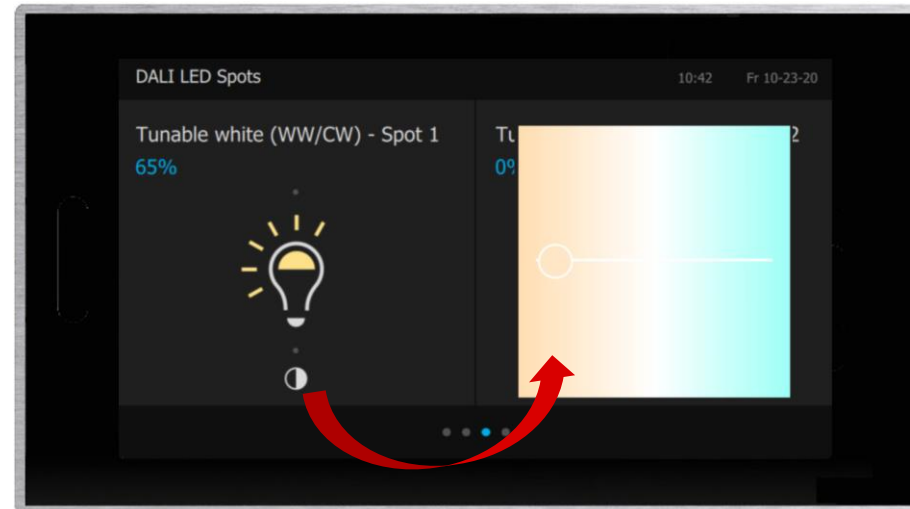 DALI LED Spots
10:42 Fr 10-23-20
Tunable white (WW/CW) - Spot 1
65%
Tu 2
0%